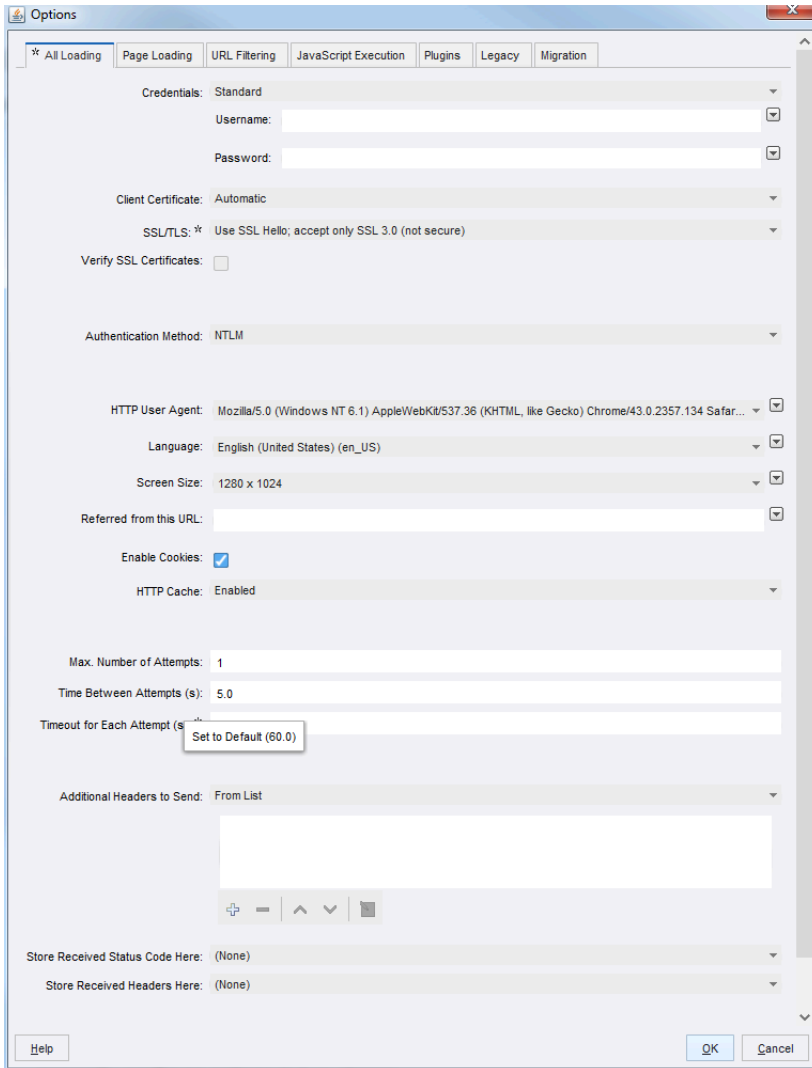 Options
* All Loading Page Loading URL Filtering JavaScript Execution Plugins Legacy Migration
Credentials: Standard
Username:
Password:
Client Certificate: Automatic
SSL/TLS: * Use SSL Hello; accept only SSL 3.0 (not secure)
Verify SSL Certificates:
Authentication Method: NTLM
HTTP User Agent: Mozilla/5.0 (Windows NT 6.1) AppleWebKit/537.36 (KHTML, like Gecko) Chrome/43.0.2357.134 Safar...
Language: English (United States) (en_US)
Screen Size: 1280 x 1024
Referred from this URL:
Enable Cookies:
HTTP Cache: Enabled
Max. Number of Attempts: 1
Time Between Attempts (s): 5.0
Timeout for Each Attempt (s
Set to Default (60.0)
Additional Headers to Send: From List
Store Received Status Code Here: (None)
Store Received Headers Here: (None)
Help OK Cancel